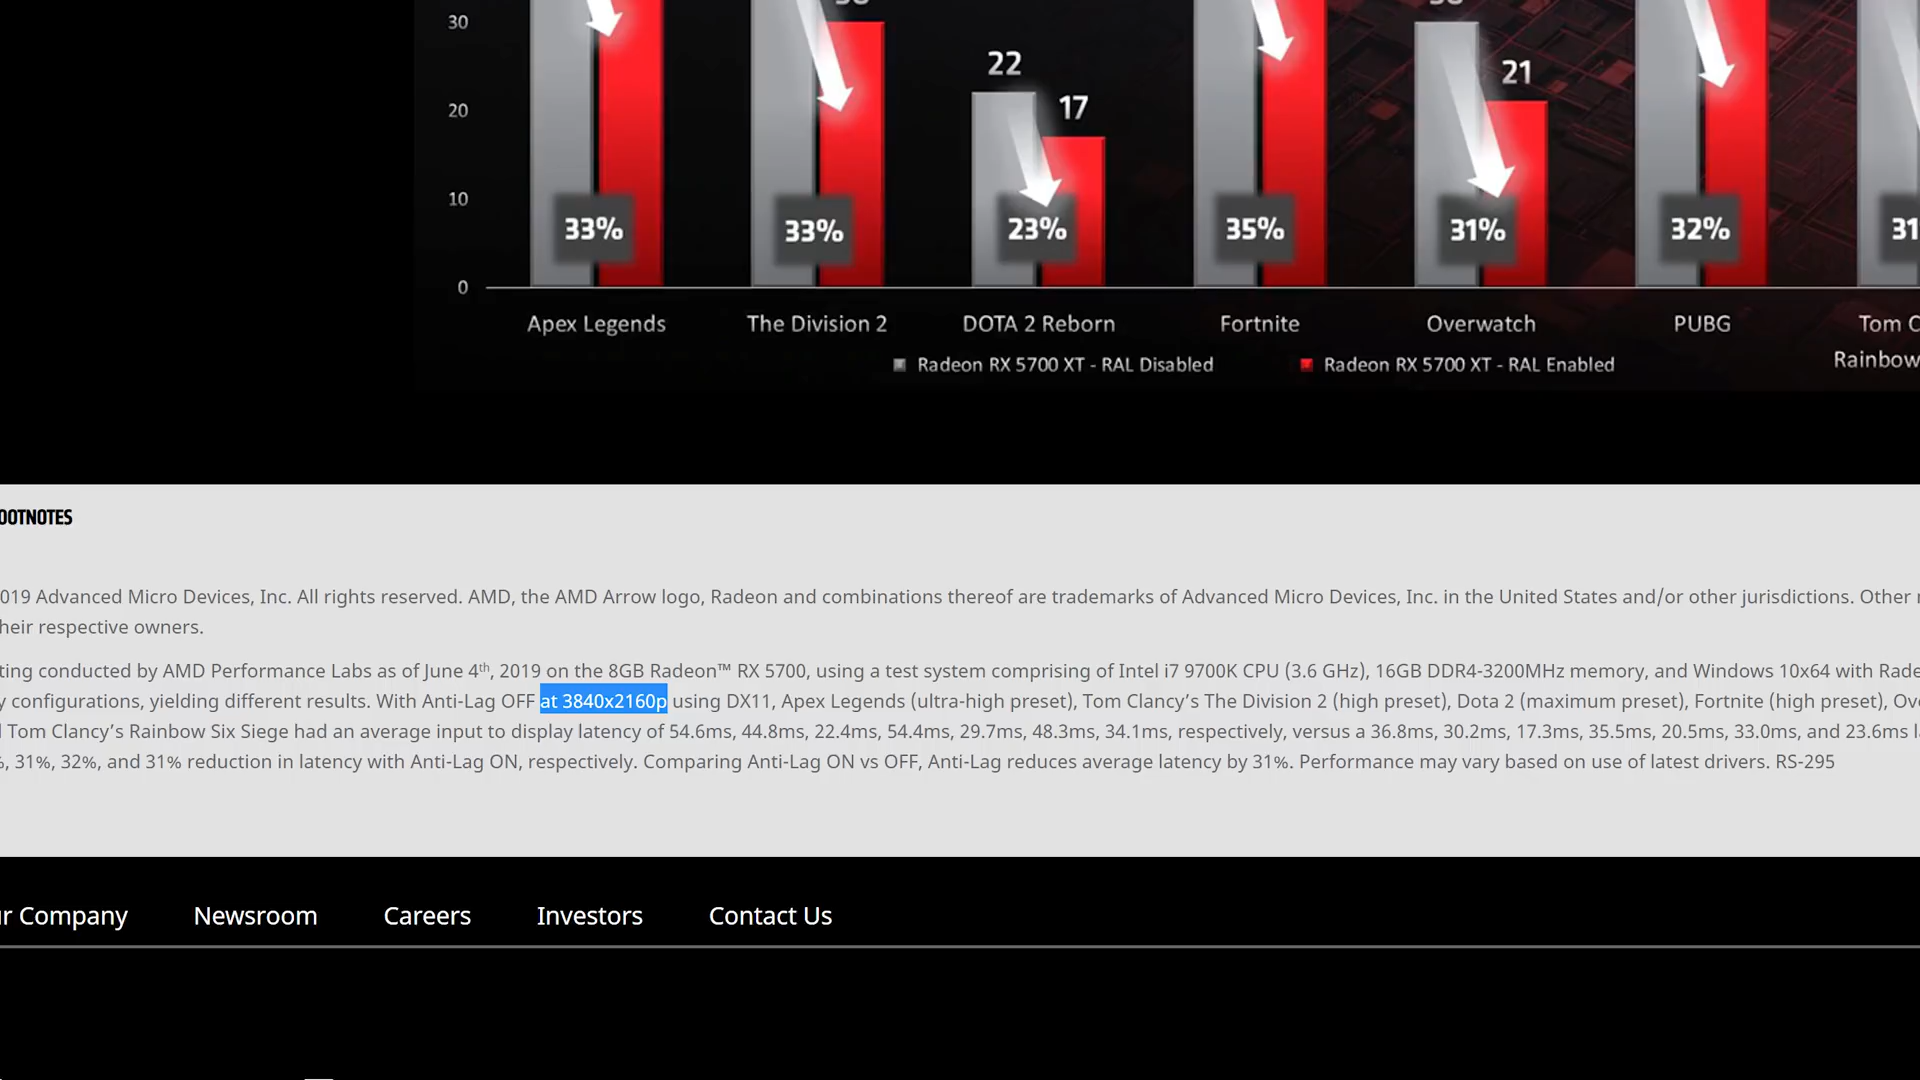 30
22
21
20
17
10
33%
33%
23%
35%
31%
32%
31
0
Apex Legends
The Division 2
DOTA 2 Reborn
Fortnite
Overwatch
PUBG
Tom C
Rainbow
Radeon RX 5700 XT - RAL Disabled
Radeon RX 5700 XT - RAL Enabled
OOTNOTES
019 Advanced Micro Devices, Inc. All rights reserved. AMD, the AMD Arrow logo, Radeon and combinations thereof are trademarks of Advanced Micro Devices, Inc. in the United States and/or other jurisdictions. Other
heir respective owners.
ting conducted by AMD Performance Labs as of June 4th, 2019 on the 8GB Radeon™ RX 5700, using a test system comprising of Intel i7 9700K CPU (3.6 GHz), 16GB DDR4-3200MHz memory, and Windows 10x64 with Rade
y configurations, yielding different results. With Anti-Lag OFF at 3840x2160p using DX11, Apex Legends (ultra-high preset), Tom Clancy's The Division 2 (high preset), Dota 2 (maximum preset), Fortnite (high preset), Ove
Tom Clancy's Rainbow Six Siege had an average input to display latency of 54.6ms, 44.8ms, 22.4ms, 54.4ms, 29.7ms, 48.3ms, 34.1ms, respectively, versus a 36.8ms, 30.2ms, 17.3ms, 35.5ms, 20.5ms, 33.0ms, and 23.6ms la
%, 31%, 32%, and 31% reduction in latency with Anti-Lag ON, respectively. Comparing Anti-Lag ON vs OFF, Anti-Lag reduces average latency by 31%. Performance may vary based on use of latest drivers. RS-295
ur Company
Newsroom
Careers
Investors
Contact Us